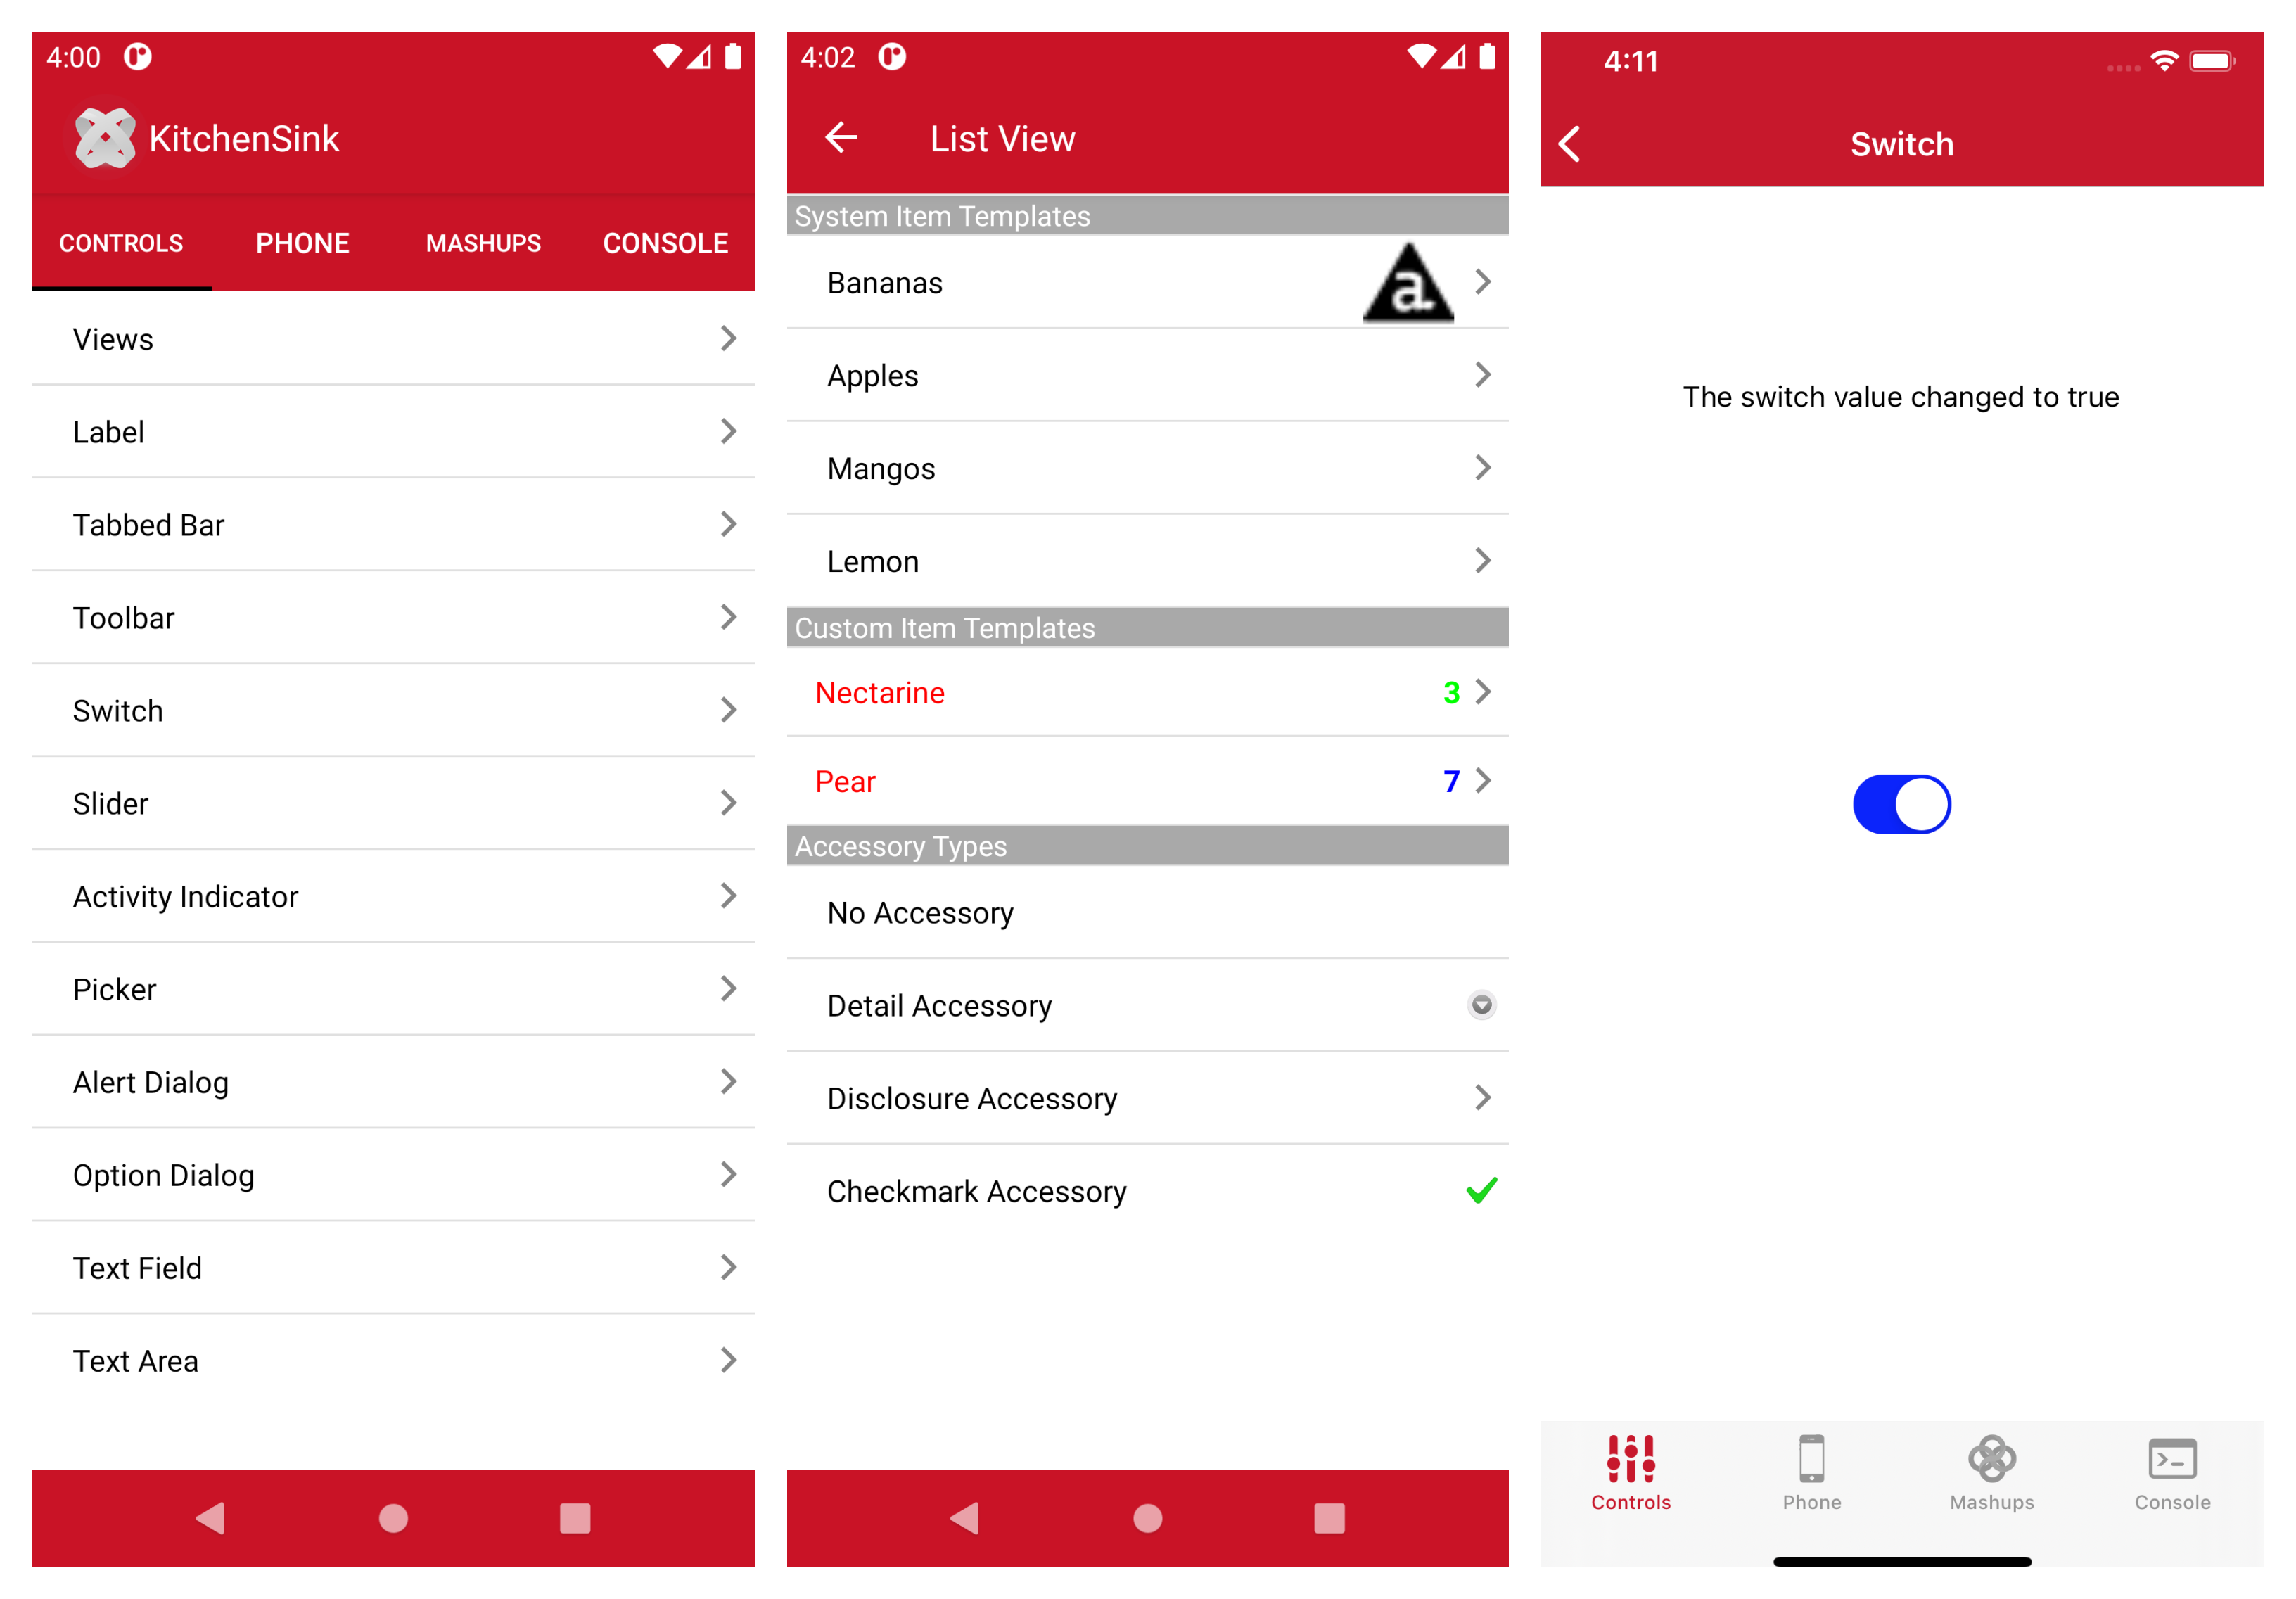 4:00
KitchenSink
CONTROLS PHONE MASHUPS CONSOLE
Views
Label
Tabbed Bar
Toolbar
Switch
Slider
Activity Indicator
Picker
Alert Dialog
Option Dialog
Text Field
Text Area
4:02
List View
System Item Templates
Bananas a
Apples
Mangos
Lemon
Custom Item Templates
Nectarine 3
Pear 7
Accessory Types
No Accessory
Detail Accessory
Disclosure Accessory
Checkmark Accessory
4:11
Switch
The switch value changed to true
Controls Phone Mashups Console